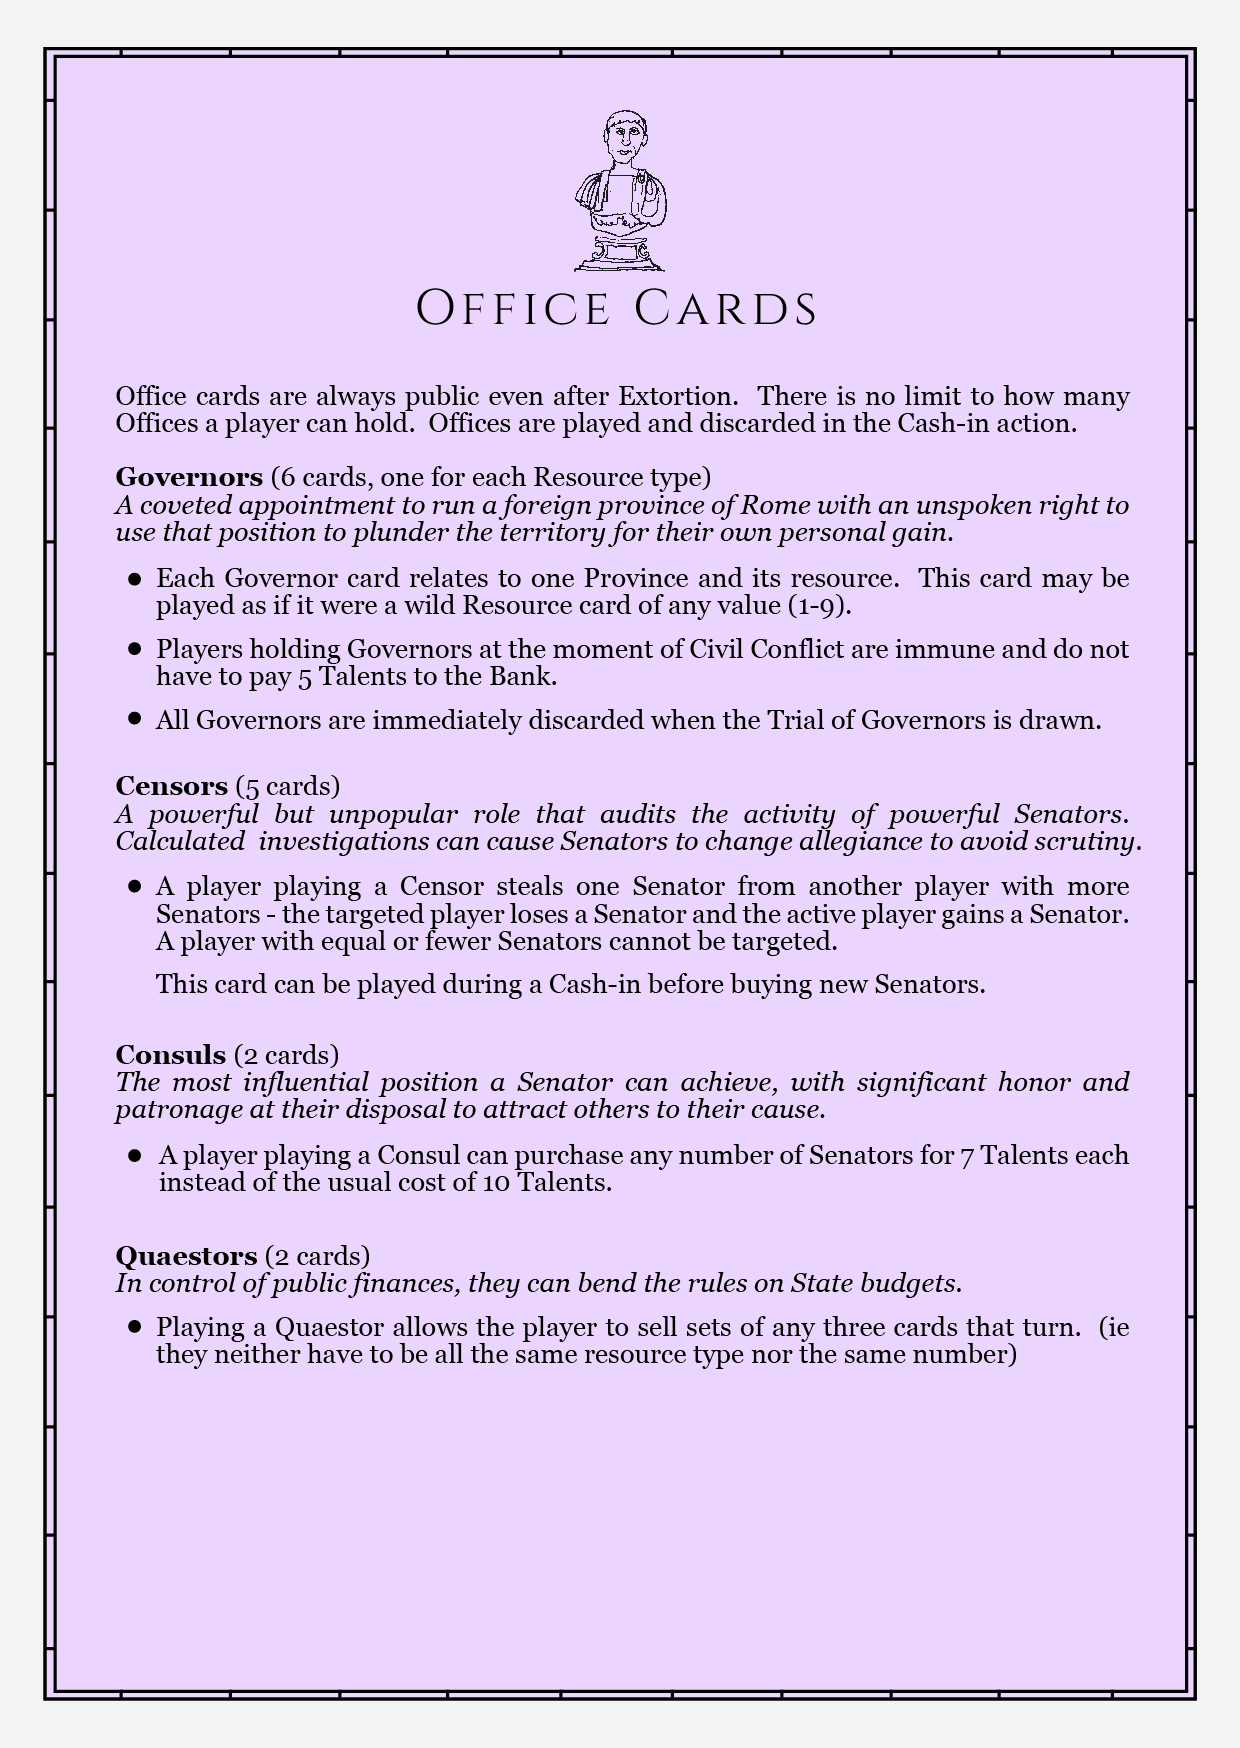 Office Cards
Office cards are always public even after Extortion.  There is no limit to how many
Offices a player can hold.  Offices are played and discarded in the Cash-in action.
Governors (6 cards, one for each Resource type)
A coveted appointment to run a foreign province of Rome with an unspoken right to
use that position to plunder the territory for their own personal gain.
● Each Governor card relates to one Province and its resource.  This card may be
played as if it were a wild Resource card of any value (1-9).
● Players holding Governors at the moment of Civil Conflict are immune and do not
have to pay 5 Talents to the Bank.
● All Governors are immediately discarded when the Trial of Governors is drawn.
Censors (5 cards)
A powerful but unpopular role that audits the activity of powerful Senators.
Calculated  investigations can cause Senators to change allegiance to avoid scrutiny.
● A player playing a Censor steals one Senator from another player with more
Senators - the targeted player loses a Senator and the active player gains a Senator.
A player with equal or fewer Senators cannot be targeted.
This card can be played during a Cash-in before buying new Senators.
Consuls (2 cards)
The most influential position a Senator can achieve, with significant honor and
patronage at their disposal to attract others to their cause.
● A player playing a Consul can purchase any number of Senators for 7 Talents each
instead of the usual cost of 10 Talents.
Quaestors (2 cards)
In control of public finances, they can bend the rules on State budgets.
● Playing a Quaestor allows the player to sell sets of any three cards that turn.  (ie
they neither have to be all the same resource type nor the same number)